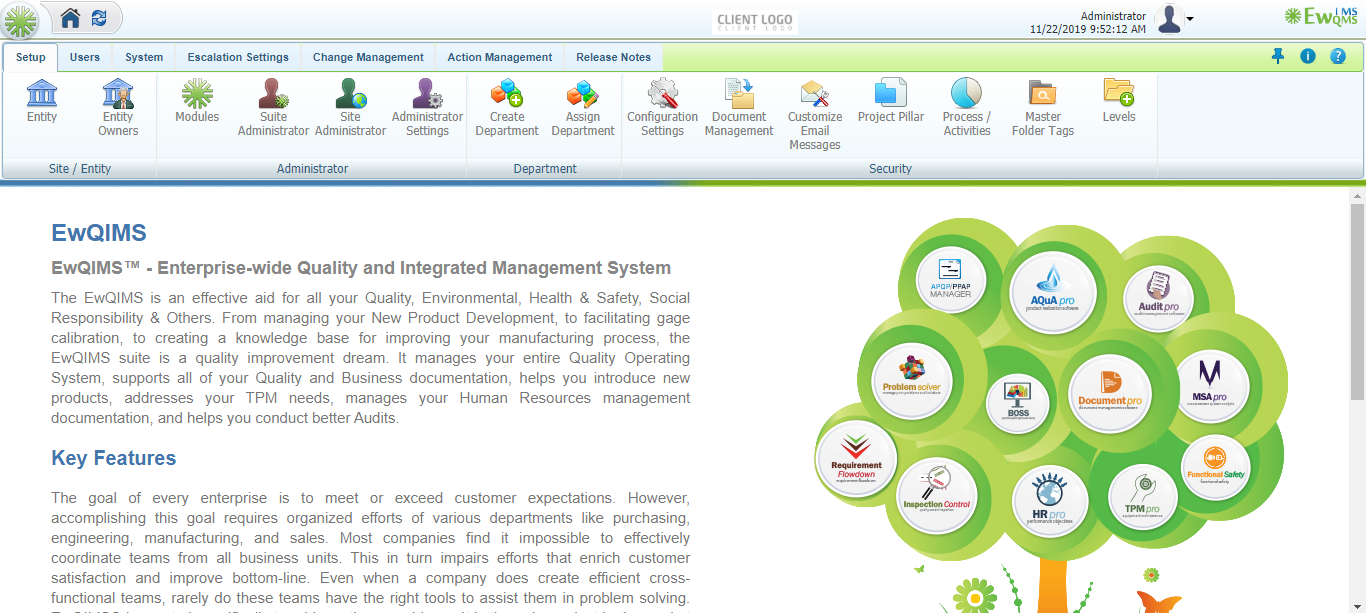 Administrator
11/22/2019 9:52:12 AM
CLIENT LOGO
CLIENT LOGO
EwQIMS
QMS
Setup Users System Escalation Settings Change Management Action Management Release Notes
Entity
Entity Owners
Modules
Suite Administrator
Site Administrator
Administrator Settings
Create Department
Assign Department
Configuration Settings
Document Management
Customize Email Messages
Project Pillar
Process / Activities
Master Folder Tags
Levels
Site / Entity
Administrator
Department
Security
EwQIMS
EwQIMS™ - Enterprise-wide Quality and Integrated Management System
The EwQIMS is an effective aid for all your Quality, Environmental, Health & Safety, Social
Responsibility & Others. From managing your New Product Development, to facilitating gage
calibration, to creating a knowledge base for improving your manufacturing process, the
EwQIMS suite is a quality improvement dream. It manages your entire Quality Operating
System, supports all of your Quality and Business documentation, helps you introduce new
products, addresses your TPM needs, manages your Human Resources management
documentation, and helps you conduct better Audits.
Key Features
The goal of every enterprise is to meet or exceed customer expectations. However,
accomplishing this goal requires organized efforts of various departments like purchasing,
engineering, manufacturing, and sales. Most companies find it impossible to effectively
coordinate teams from all business units. This in turn impairs efforts that enrich customer
satisfaction and improve bottom-line. Even when a company does create efficient cross-
functional teams, rarely do these teams have the right tools to assist them in problem solving.
APQP/PPAP
MANAGER
AQuA pro
Audit pro
Problem solver
BOSS
Document pro
document management software
MSA pro
Requirement
Flowdown
Inspection Control
HR pro
performance objectives
TPM pro
Functional Safety
functional safety